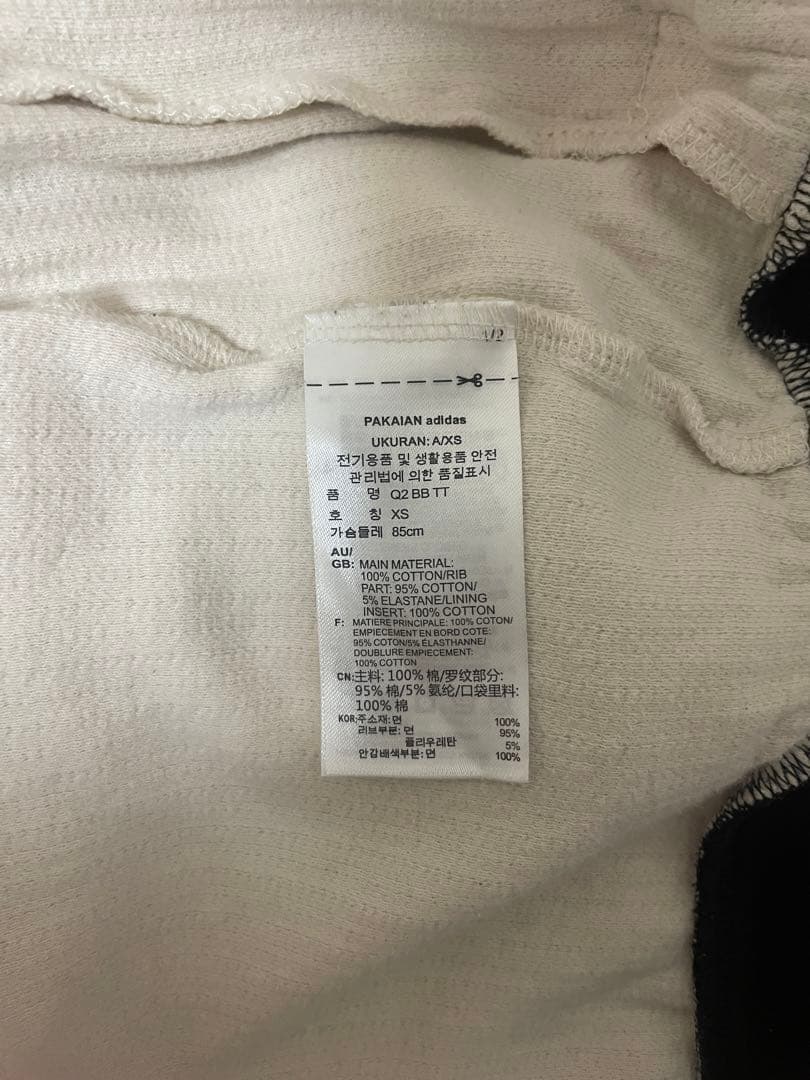 1/2
PAKAIAN adidas
UKURAN: A/XS
전기용품 및 생활용품 안전
관리법에 의한 품질표시
품 명 Q2 BB TT
호 칭 XS
가슴들레 85cm
AU/
GB: MAIN MATERIAL:
100% COTTON/RIB
PART: 95% COTTON/
5% ELASTANE/LINING
INSERT: 100% COTTON
F: MATIERE PRINCIPALE: 100% COTON/
EMPIECEMENT EN BORD COTE:
95% COTON/5% ÉLASTHANNE/
DOUBLURE EMPIECEMENT:
100% COTTON
CN:主料: 100% 棉/罗纹部分:
95% 棉/5% 氨纶/口袋里料:
100% 棉
KOR:주소재: 면 100%
리브부분: 면 95%
플리우레탄 5%
안감배색부분: 면 100%